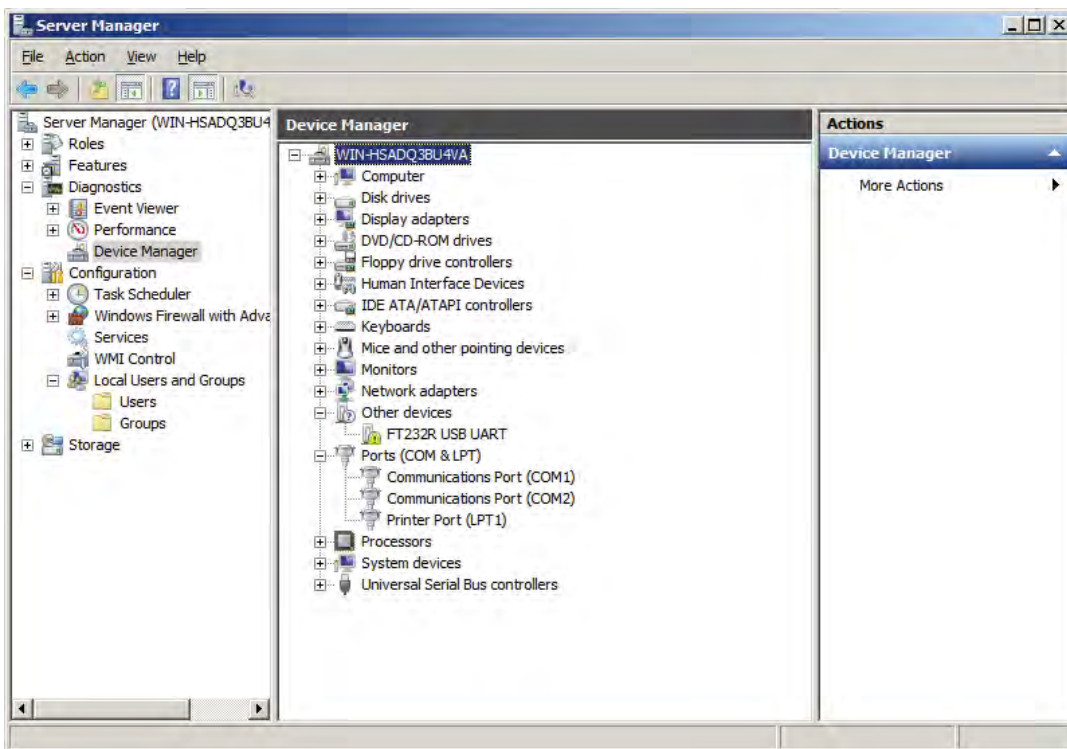 Server Manager
File Action View Help
Server Manager (WIN-HSADQ3BU4
Roles
Features
Diagnostics
Event Viewer
Performance
Device Manager
Configuration
Task Scheduler
Windows Firewall with Adva
Services
WMI Control
Local Users and Groups
Users
Groups
Storage
Device Manager
WIN-HSADQ3BU4VA
Computer
Disk drives
Display adapters
DVD/CD-ROM drives
Floppy drive controllers
Human Interface Devices
IDE ATA/ATAPI controllers
Keyboards
Mice and other pointing devices
Monitors
Network adapters
Other devices
FT232R USB UART
Ports (COM & LPT)
Communications Port (COM1)
Communications Port (COM2)
Printer Port (LPT1)
Processors
System devices
Universal Serial Bus controllers
Actions
Device Manager
More Actions